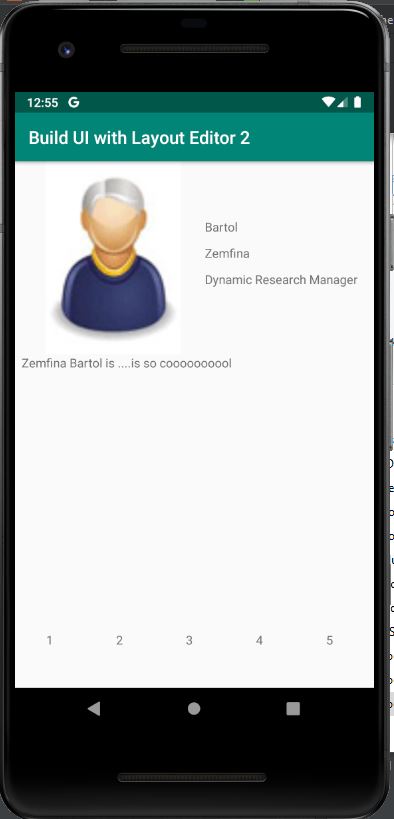 12:55 G
Build UI with Layout Editor 2
Bartol
Zemfina
Dynamic Research Manager
Zemfina Bartol is ....is so coooooooool
1 2 3 4 5